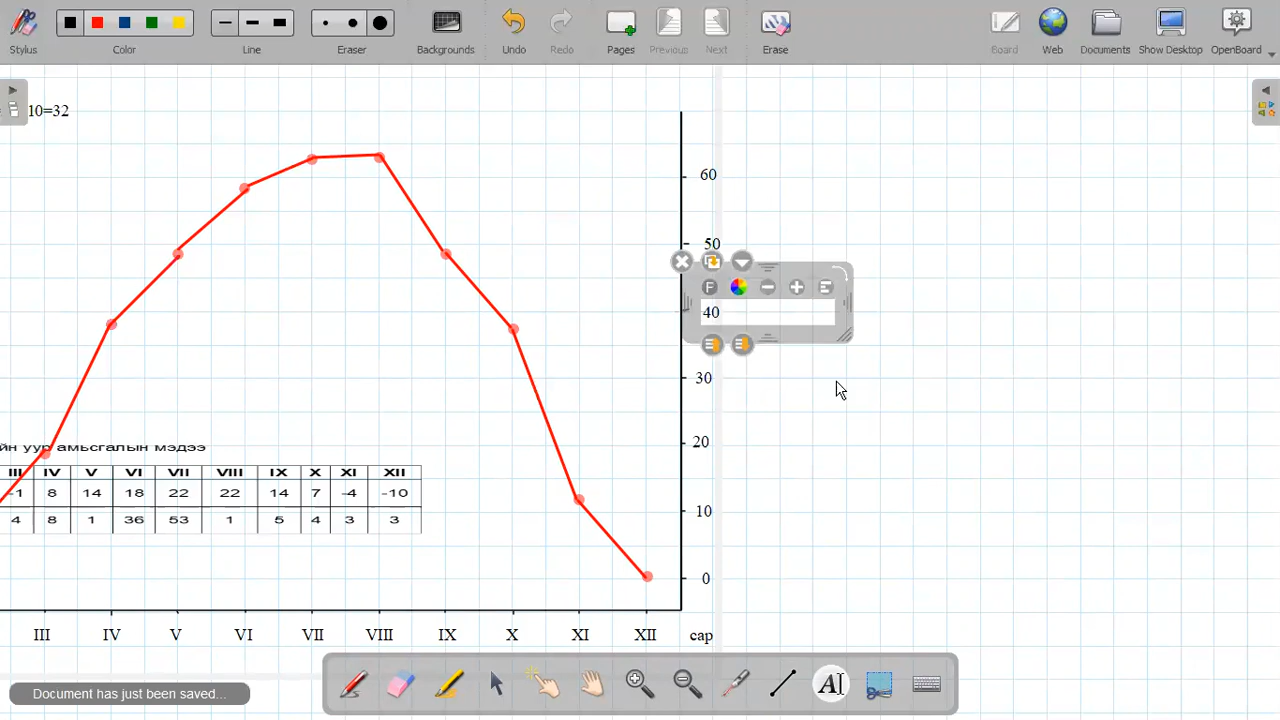 Stylus
Color
Line
Eraser
Backgrounds
Undo
Redo
Pages
Previous
Next
Erase
Board
Web
Documents
Show Desktop
OpenBoard
10=32
60
50
F
40
30
20
10
0
йн уур амьсгалын мэдээ
III IV V VI VII VIII IX X XI XII
-1 8 14 18 22 22 14 7 -4 -10
4 8 1 36 53 1 5 4 3 3
III IV V VI VII VIII IX X XI XII сар
Document has just been saved...
AI